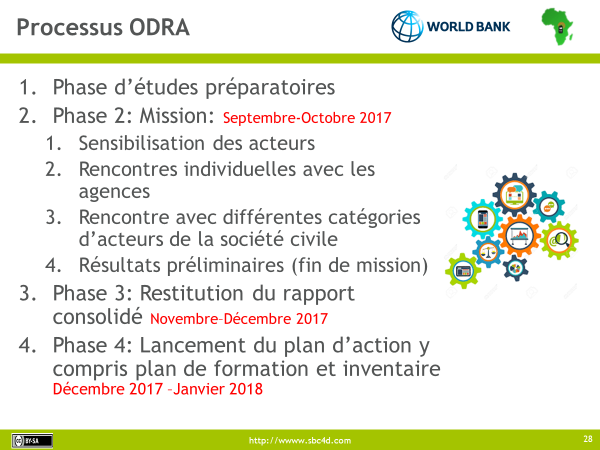 Processus ODRA
WORLD BANK
1. Phase d’études préparatoires
2. Phase 2: Mission: Septembre-Octobre 2017
1. Sensibilisation des acteurs
2. Rencontres individuelles avec les
agences
3. Rencontre avec différentes catégories
d’acteurs de la société civile
4. Résultats préliminaires (fin de mission)
3. Phase 3: Restitution du rapport
consolidé Novembre–Décembre 2017
4. Phase 4: Lancement du plan d’action y
compris plan de formation et inventaire
Décembre 2017 –Janvier 2018
BY-SA
http://wwww.sbc4d.com
28